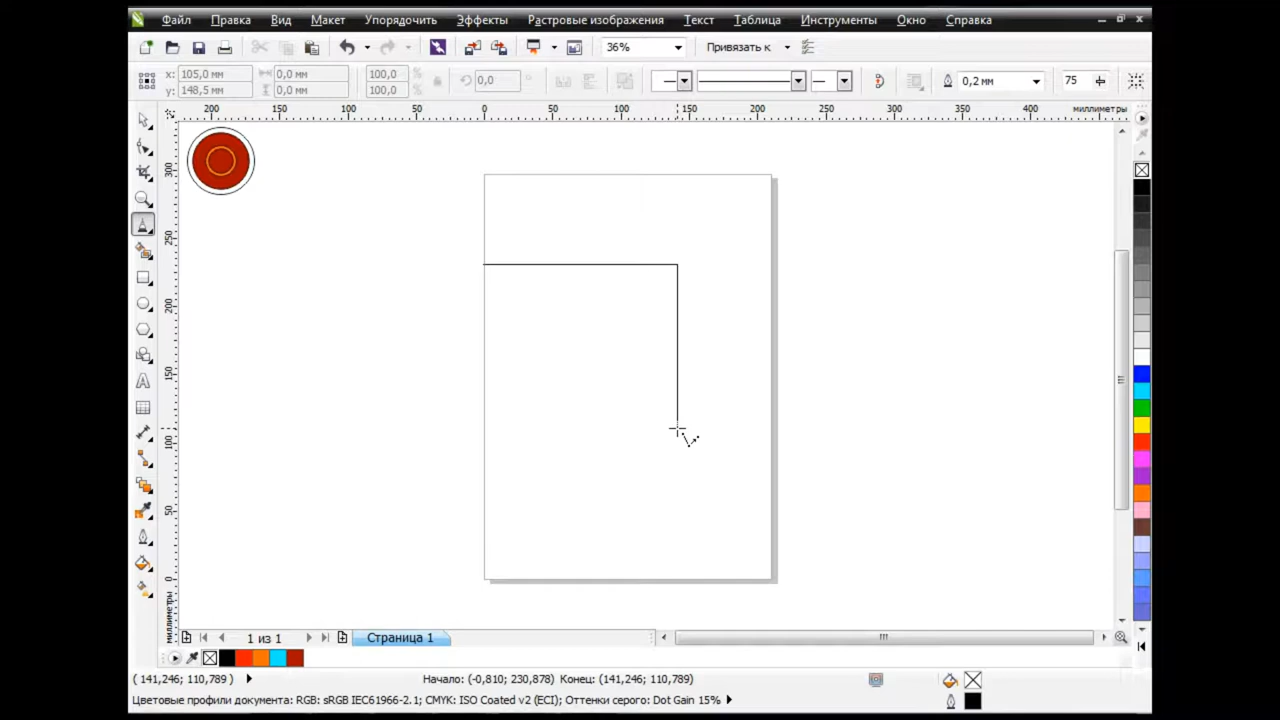 Файл Правка Вид Макет Упорядочить Эффекты Растровые изображения Текст Таблица Инструменты Окно Справка
36% Привязать к
x: 105,0 мм 0,0 мм 100,0 % 0,0 ° 0,2 мм 75
y: 148,5 мм 0,0 мм 100,0 %
200 150 100 50 0 50 100 150 200 250 300 350 400 миллиметры
300
250
200
150
100
50
0
миллиметры
1 из 1 Страница 1
( 141,246; 110,789) Начало: (-0,810; 230,878) Конец: (141,246; 110,789)
Цветовые профили документа: RGB: sRGB IEC61966-2.1; CMYK: ISO Coated v2 (ECI); Оттенки серого: Dot Gain 15%